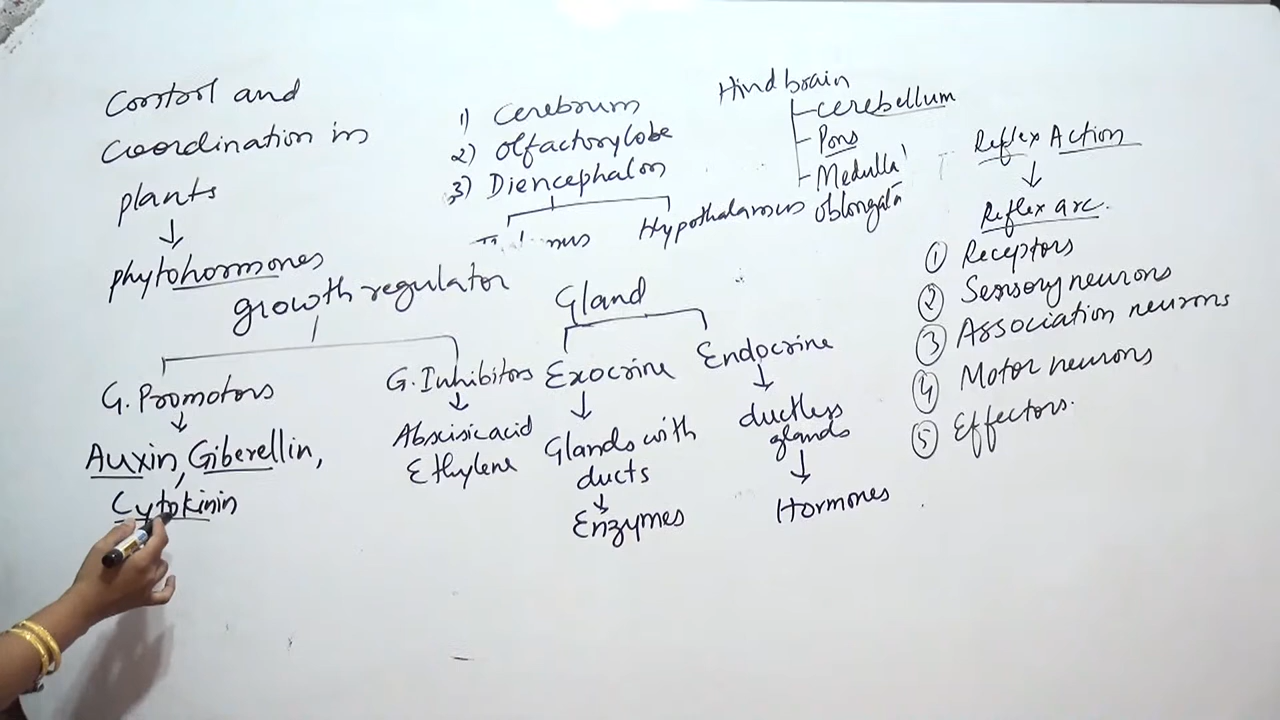 Control and
Coordination in
plants
phytohormones
growth regulator
G. Promotors
Auxin, Giberellin,
Cytokinin
G. Inhibitors
Abscisic acid
Ethylene
1) Cerebrum
2) Olfactory lobe
3) Diencephalon
Hypothalamus
Hind brain
Cerebellum
Pons
Medulla
oblongata
Gland
Exocrine
Glands with
ducts
Enzymes
Endocrine
ductless
glands
Hormones
Reflex Action
Reflex arc.
1 Receptors
2 Sensory neurons
3 Association neurons
4 Motor neurons
5 Effectors.